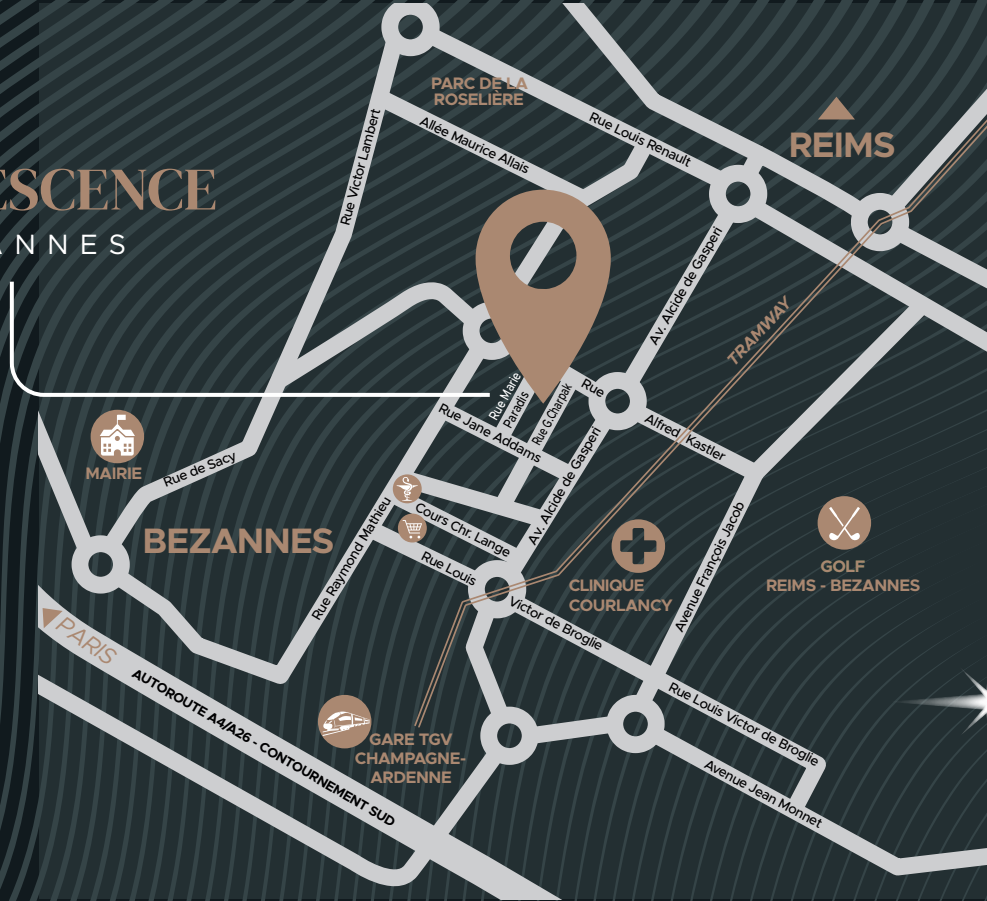 PARC DE LA
ROSELIÈRE
Rue Louis Renault
REIMS
Allée Maurice Allais
Rue Victor Lambert
ESCENCE
ANNES
Av. Alcide de Gasperi
TRAMWAY
Rue Marie
Paradis
Rue G.Charpak
Rue
Alfred Kastler
Rue Jane Addams
MAIRIE
Rue de Sacy
Av. Alcide de Gasperi
BEZANNES
Cours Chr. Lange
Rue Raymond Mathieu
Rue Louis
Victor de Broglie
CLINIQUE
COURLANCY
Avenue François Jacob
GOLF
REIMS - BEZANNES
PARIS
AUTOROUTE A4/A26 - CONTOURNEMENT SUD
GARE TGV
CHAMPAGNE-
ARDENNE
Rue Louis Victor de Broglie
Avenue Jean Monnet